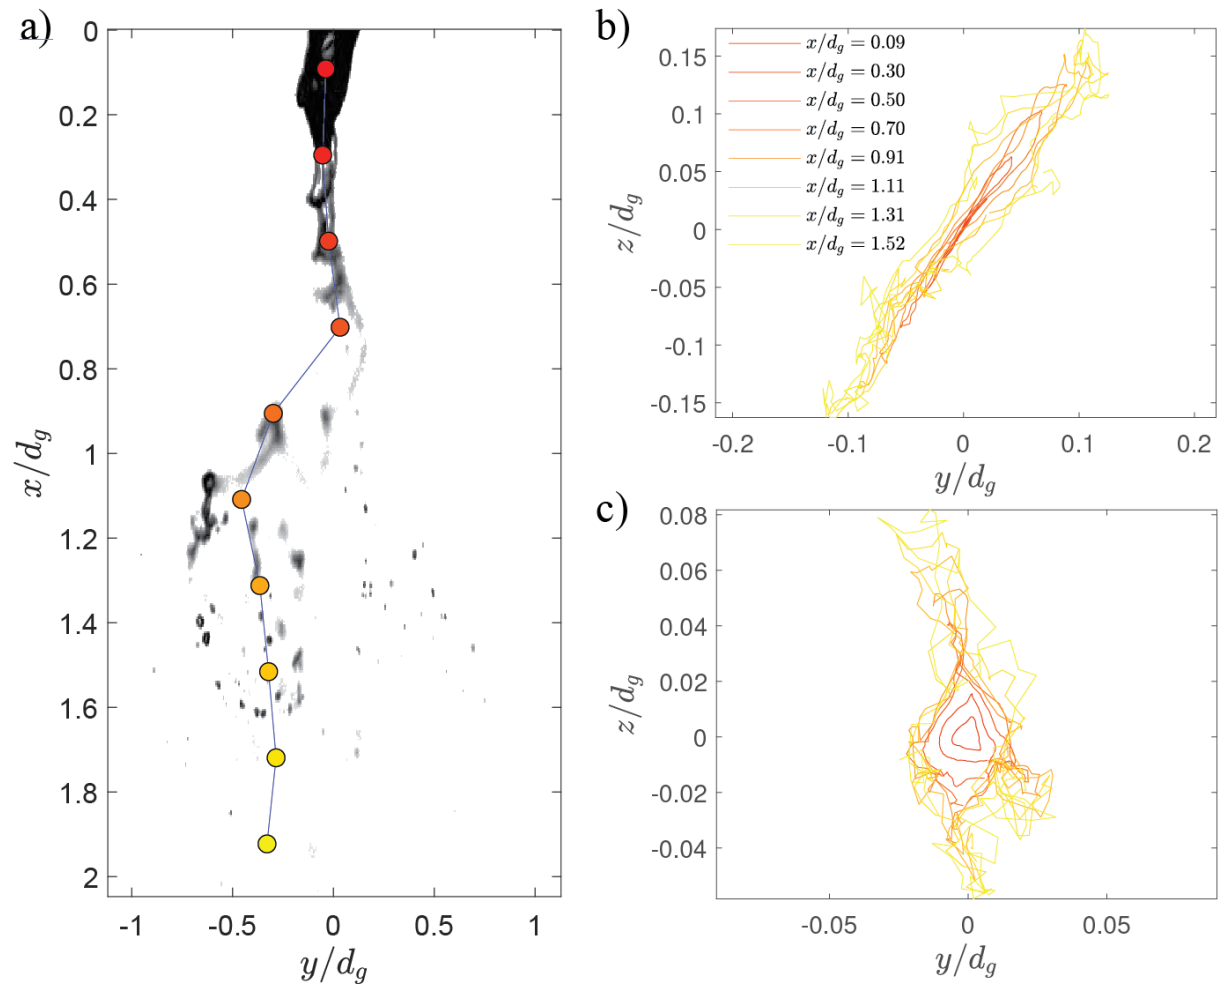 a)
0
0.2
0.4
0.6
0.8
1
1.2
1.4
1.6
1.8
2
x/d_g
-1
-0.5
0
0.5
1
y/d_g
b)
x/d_g = 0.09
x/d_g = 0.30
x/d_g = 0.50
x/d_g = 0.70
x/d_g = 0.91
x/d_g = 1.11
x/d_g = 1.31
x/d_g = 1.52
0.15
0.1
0.05
0
-0.05
-0.1
-0.15
z/d_g
-0.2
-0.1
0
0.1
0.2
y/d_g
c)
0.08
0.06
0.04
0.02
0
-0.02
-0.04
z/d_g
-0.05
0
0.05
y/d_g